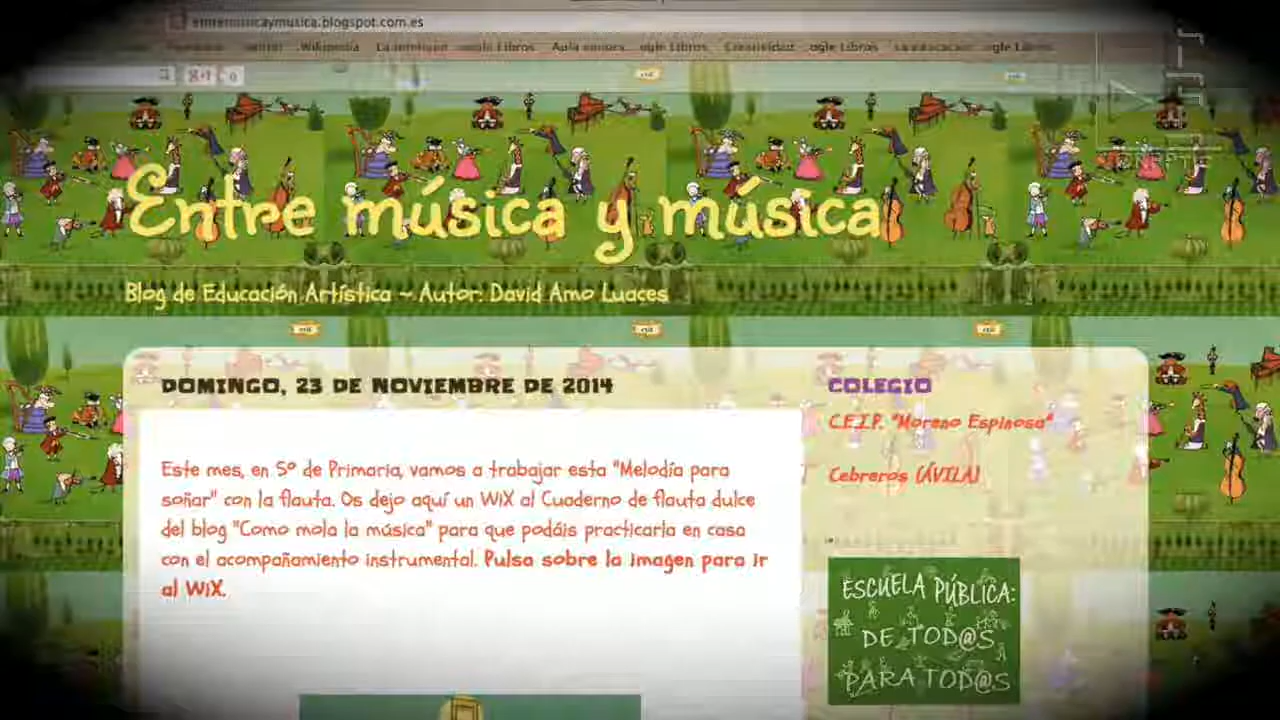 entremusicaymusica.blogspot.com.es
Wikipedia
Entre música y música
Blog de Educación Artística ~ Autor: David Amo Luaces
DOMINGO, 23 DE NOVIEMBRE DE 2014
Este mes, en 5º de Primaria, vamos a trabajar esta "Melodía para
soñar" con la flauta. Os dejo aquí un WiX al Cuaderno de flauta dulce
del blog "Como mola la música" para que podáis practicarla en casa
con el acompañamiento instrumental. Pulsa sobre la imagen para ir
al WiX.
COLEGIO
C.E.I.P. "Moreno Espinosa"
Cebreros (ÁVILA)
ESCUELA PÚBLICA:
DE TOD@S
PARA TOD@S